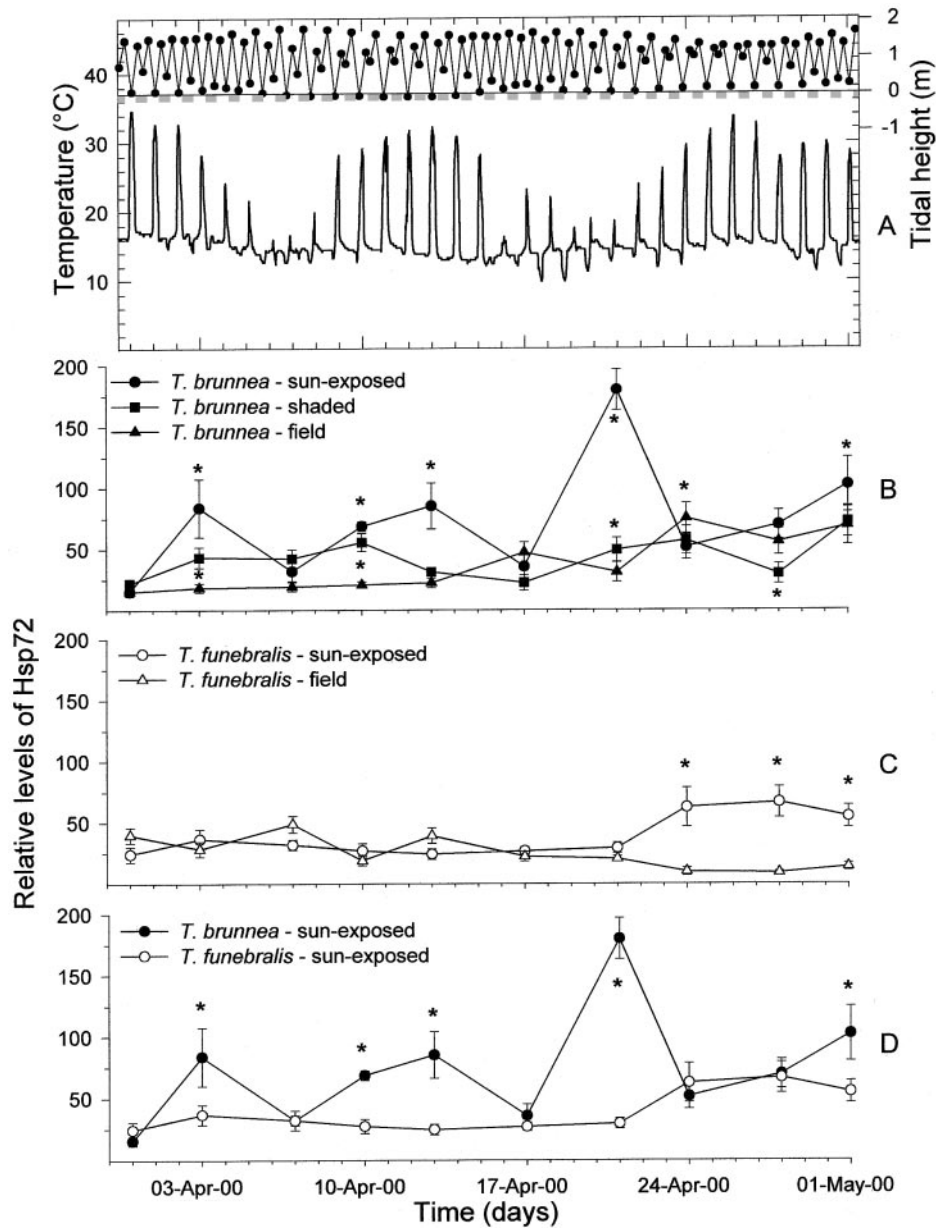 2
40
1
0
30
-1
20
A
10
Temperature (°C)
Tidal height (m)
200
T. brunnea - sun-exposed
T. brunnea - shaded
150
T. brunnea - field
* * * * * *
100
B
* * * *
50
200
T. funebralis - sun-exposed
T. funebralis - field
150
* * *
100
C
50
Relative levels of Hsp72
200
T. brunnea - sun-exposed
T. funebralis - sun-exposed
150
* * * * *
100
D
50
03-Apr-00 10-Apr-00 17-Apr-00 24-Apr-00 01-May-00
Time (days)